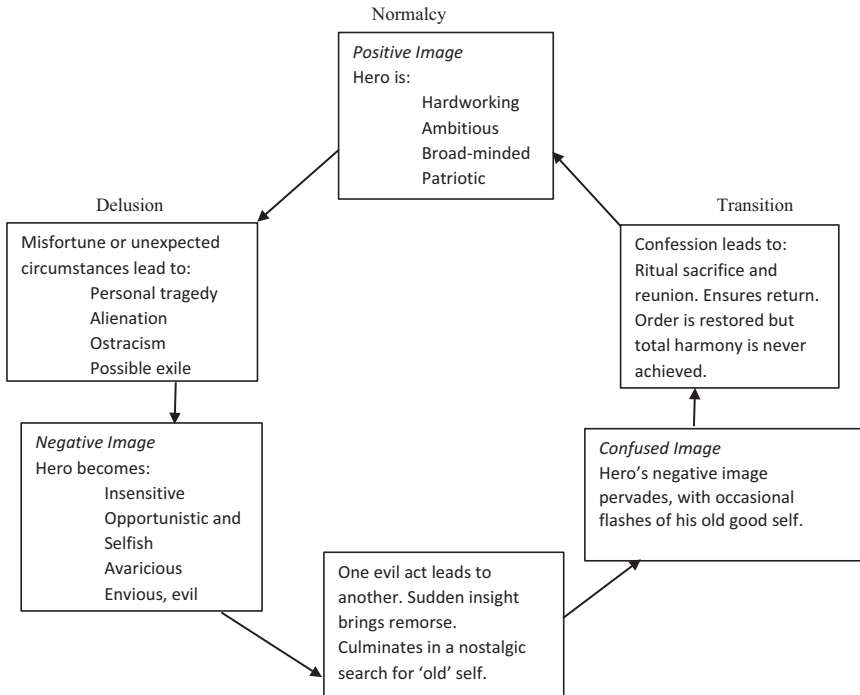 Normalcy
Positive Image
Hero is:
Hardworking
Ambitious
Broad-minded
Patriotic
Delusion
Misfortune or unexpected
circumstances lead to:
Personal tragedy
Alienation
Ostracism
Possible exile
Negative Image
Hero becomes:
Insensitive
Opportunistic and
Selfish
Avaricious
Envious, evil
One evil act leads to
another. Sudden insight
brings remorse.
Culminates in a nostalgic
search for ‘old’ self.
Confused Image
Hero’s negative image
pervades, with occasional
flashes of his old good self.
Transition
Confession leads to:
Ritual sacrifice and
reunion. Ensures return.
Order is restored but
total harmony is never
achieved.